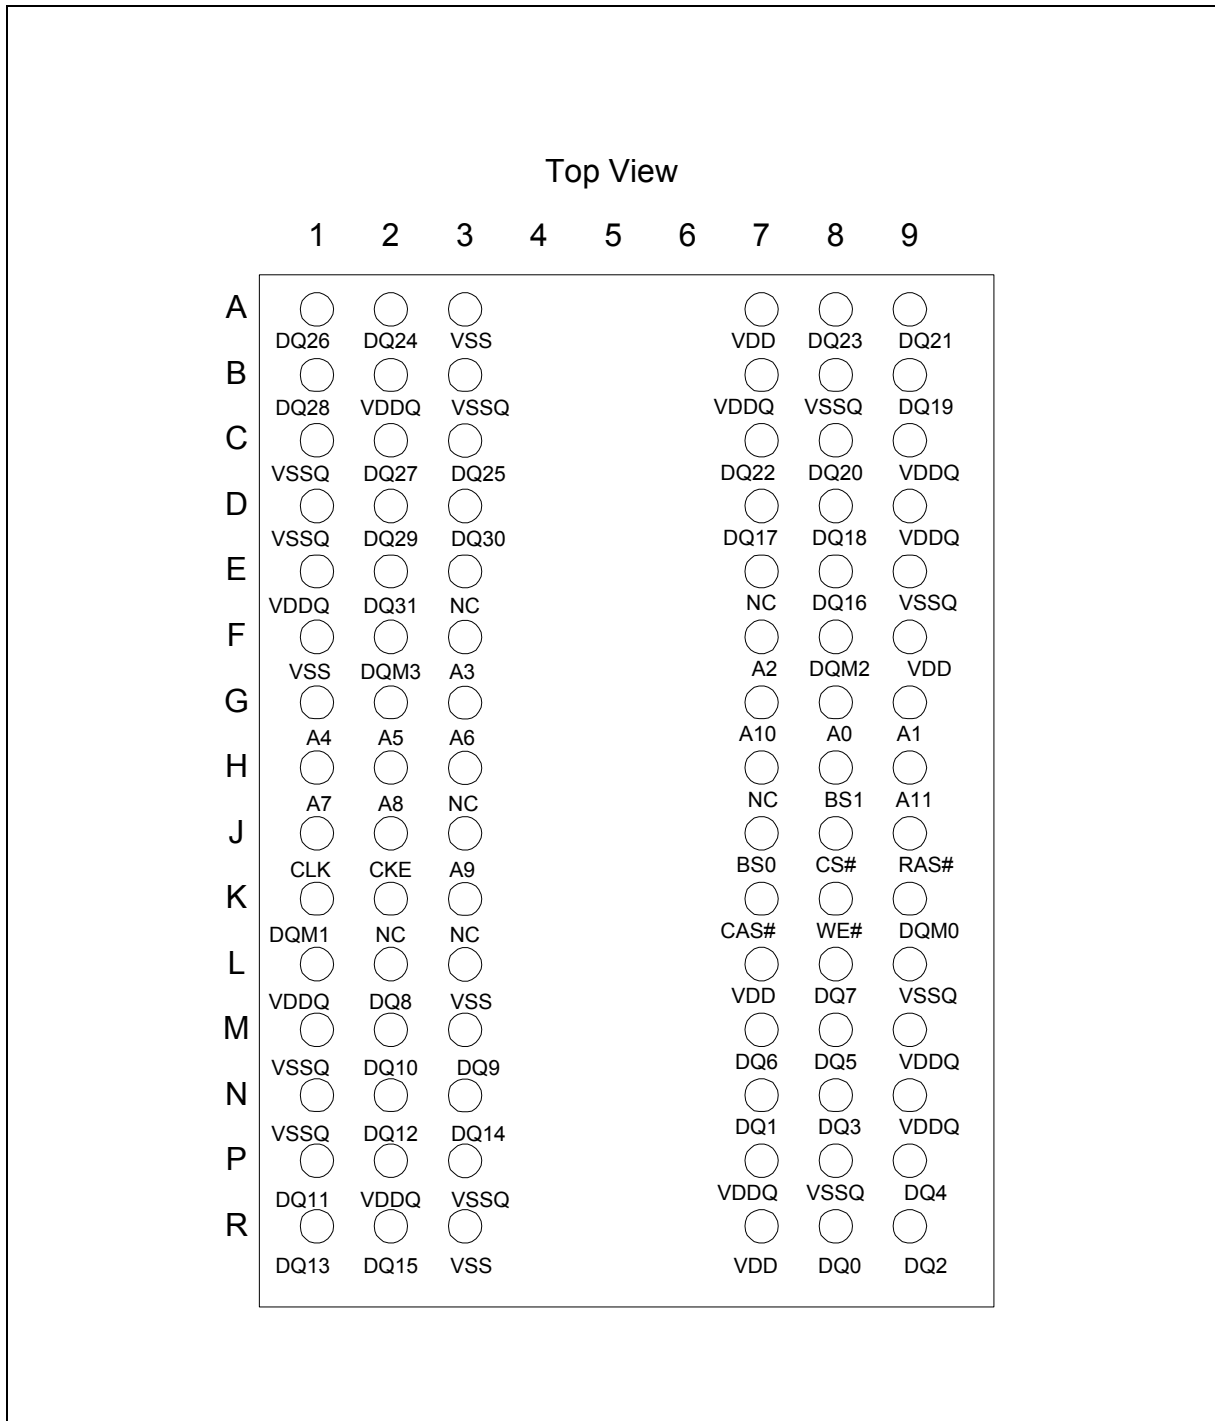 Top View
1 2 3 4 5 6 7 8 9
A
DQ26 DQ24 VSS VDD DQ23 DQ21
B
DQ28 VDDQ VSSQ VDDQ VSSQ DQ19
C
VSSQ DQ27 DQ25 DQ22 DQ20 VDDQ
D
VSSQ DQ29 DQ30 DQ17 DQ18 VDDQ
E
VDDQ DQ31 NC NC DQ16 VSSQ
F
VSS DQM3 A3 A2 DQM2 VDD
G
A4 A5 A6 A10 A0 A1
H
A7 A8 NC NC BS1 A11
J
CLK CKE A9 BS0 CS# RAS#
K
DQM1 NC NC CAS# WE# DQM0
L
VDDQ DQ8 VSS VDD DQ7 VSSQ
M
VSSQ DQ10 DQ9 DQ6 DQ5 VDDQ
N
VSSQ DQ12 DQ14 DQ1 DQ3 VDDQ
P
DQ11 VDDQ VSSQ VDDQ VSSQ DQ4
R
DQ13 DQ15 VSS VDD DQ0 DQ2